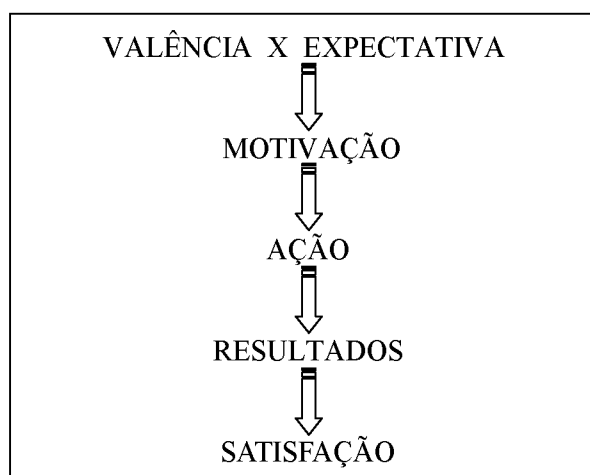 VALÊNCIA X EXPECTATIVA
MOTIVAÇÃO
AÇÃO
RESULTADOS
SATISFAÇÃO